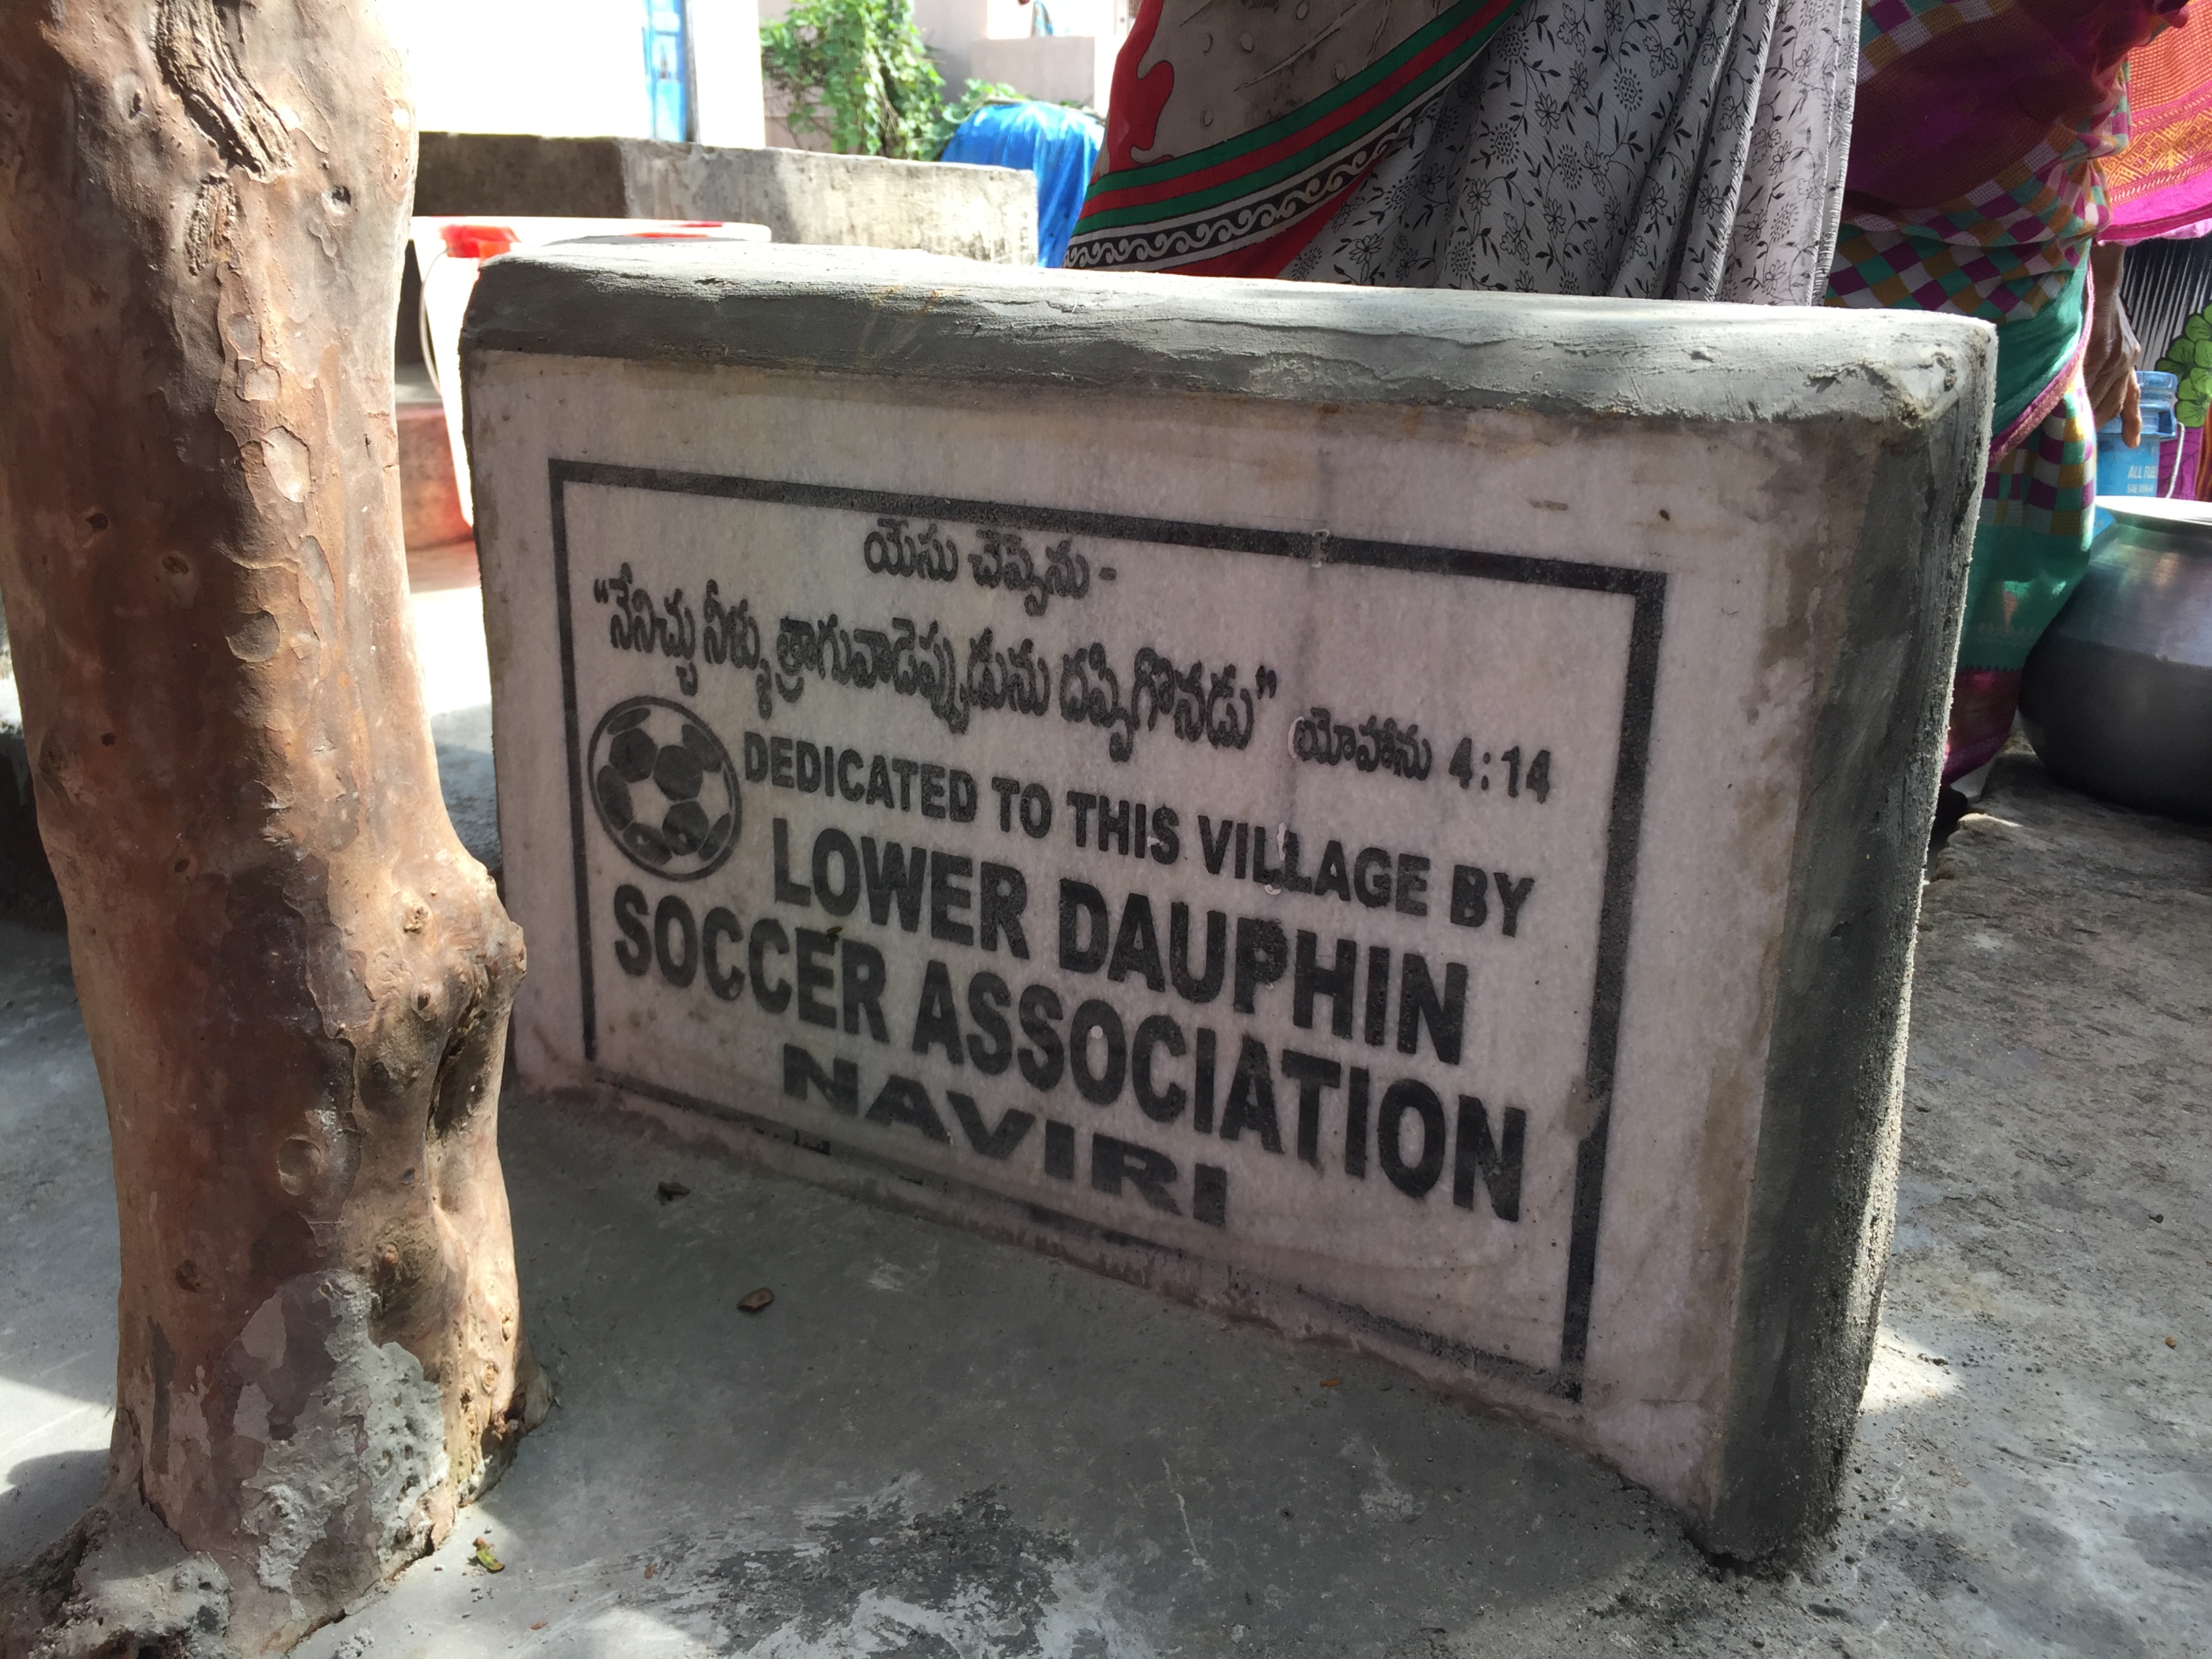 యేసు చెప్పెను -
“నేనిచ్చు నీళ్ళు త్రాగువాడెప్పుడును దప్పిగొనడు” యోహాను 4:14
DEDICATED TO THIS VILLAGE BY
LOWER DAUPHIN
SOCCER ASSOCIATION
NAVIRI